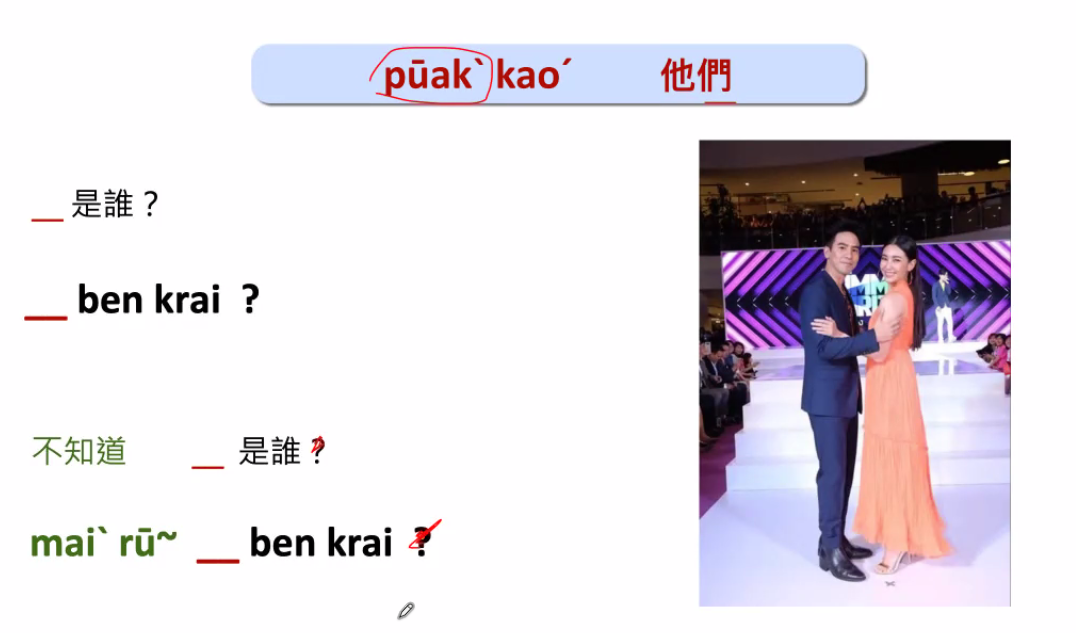 pūak` kao´ 他們
__ 是誰？
__ ben krai ?
不知道 __ 是誰?
mai` rū~ __ ben krai ?